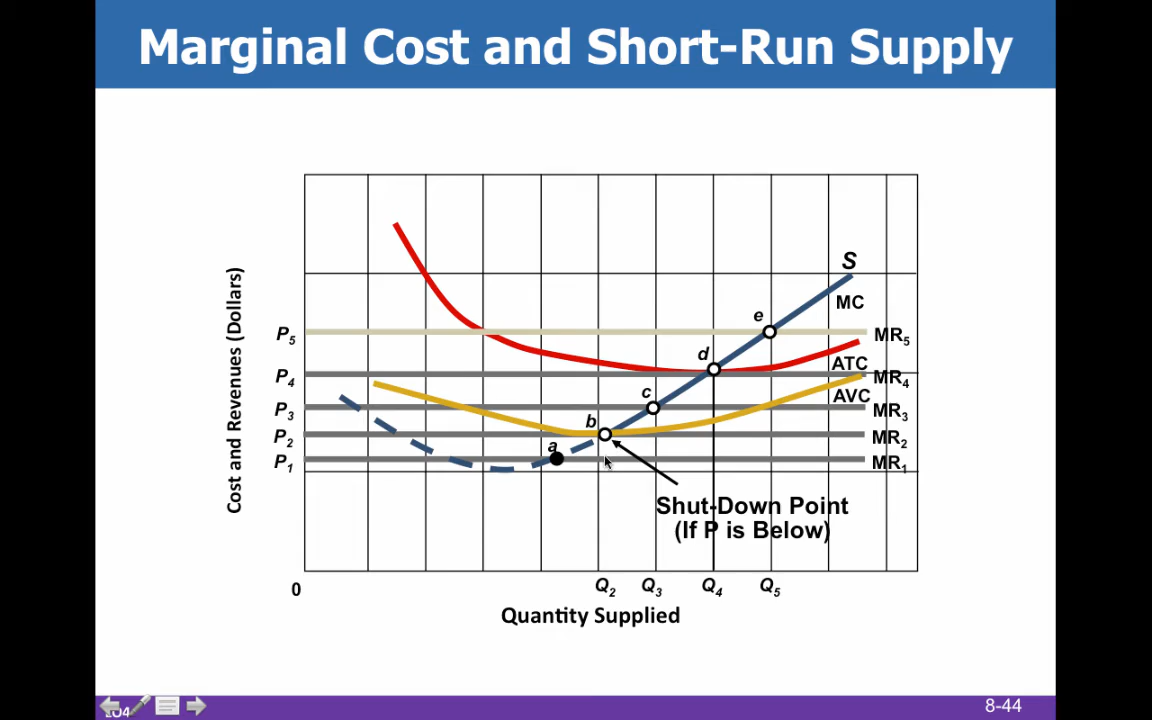 Marginal Cost and Short-Run Supply
Cost and Revenues (Dollars)
S
MC
e
P5
MR5
d
ATC
P4
MR4
AVC
c
P3
MR3
b
P2
MR2
a
P1
MR1
Shut-Down Point
(If P is Below)
0
Q2
Q3
Q4
Q5
Quantity Supplied
LO4
8-44